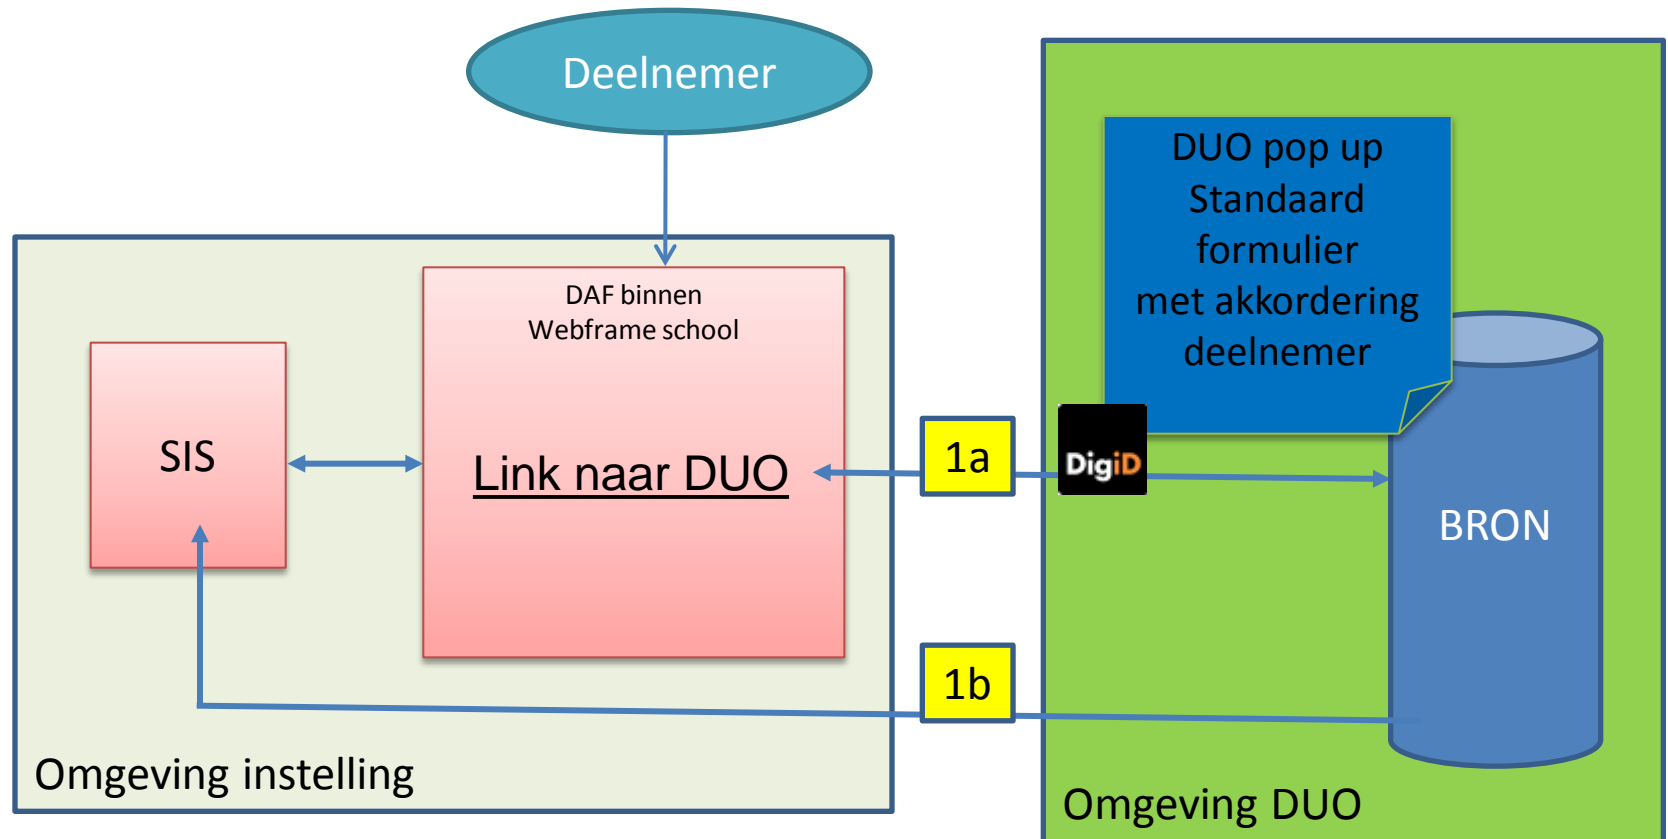 Deelnemer
DUO pop up
Standaard
formulier
met akkordering
deelnemer
DAF binnen
Webframe school
SIS
Link naar DUO
1a
DigiD
BRON
1b
Omgeving instelling
Omgeving DUO